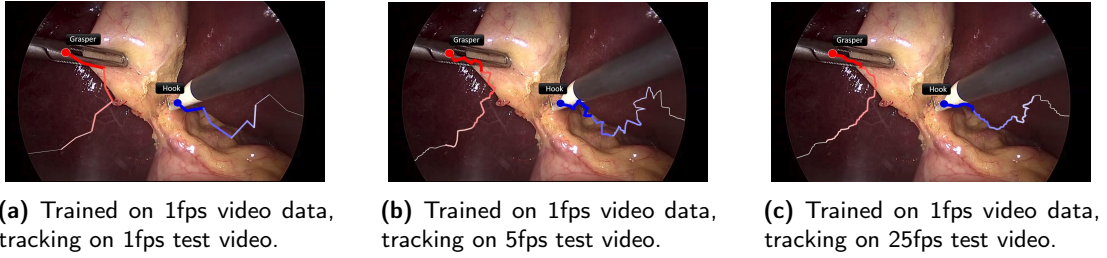 Grasper
Hook
Grasper
Hook
Grasper
Hook
(a) Trained on 1fps video data,
tracking on 1fps test video.
(b) Trained on 1fps video data,
tracking on 5fps test video.
(c) Trained on 1fps video data,
tracking on 25fps test video.